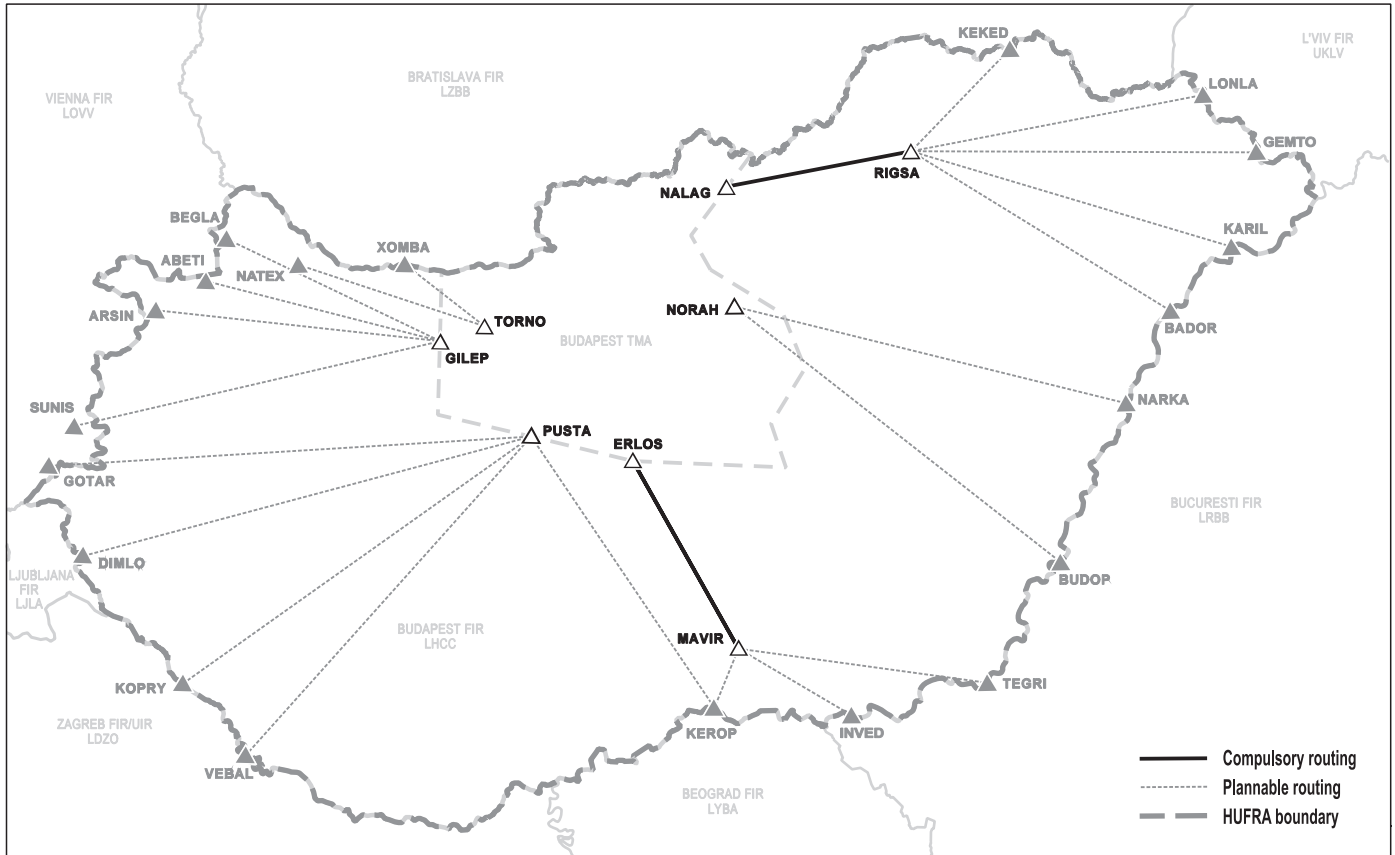 KEKED
L'VIV FIR
UKLV
BRATISLAVA FIR
LZBB
LONLA
VIENNA FIR
LOVV
GEMTO
RIGSA
NALAG
BEGLA
KARIL
XOMBA
ABETI
NATEX
NORAH
ARSIN
TORNO
BADOR
BUDAPEST TMA
GILEP
NARKA
SUNIS
PUSTA
ERLOS
GOTAR
BUCURESTI FIR
LRBB
DIMLO
LJUBLJANA
FIR
LJLA
BUDOP
BUDAPEST FIR
LHCC
MAVIR
KOPRY
TEGRI
ZAGREB FIR/UIR
LDZO
KEROP
INVED
VEBAL
Compulsory routing
BEOGRAD FIR
LYBA
Plannable routing
HUFRA boundary